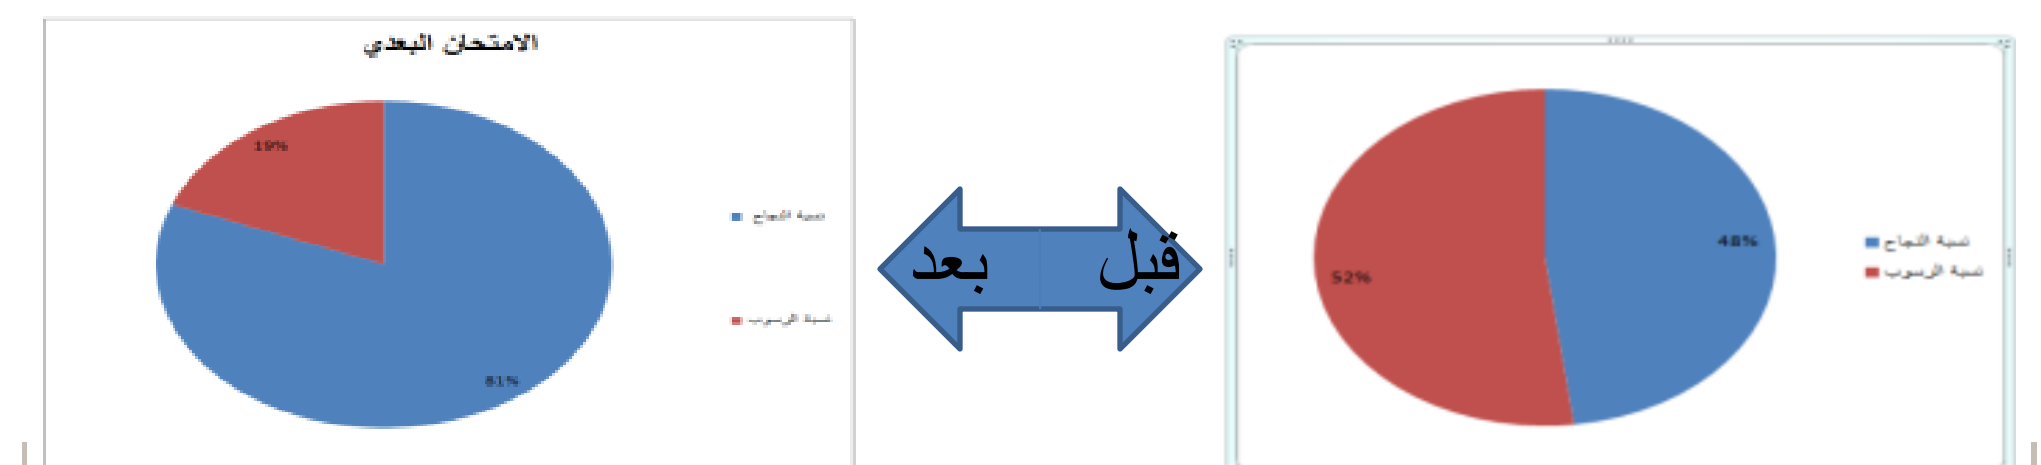 الامتحان البعدي
19%
81%
نسبة النجاح
نسبة الرسوب
قبل
بعد
48%
52%
نسبة النجاح
نسبة الرسوب